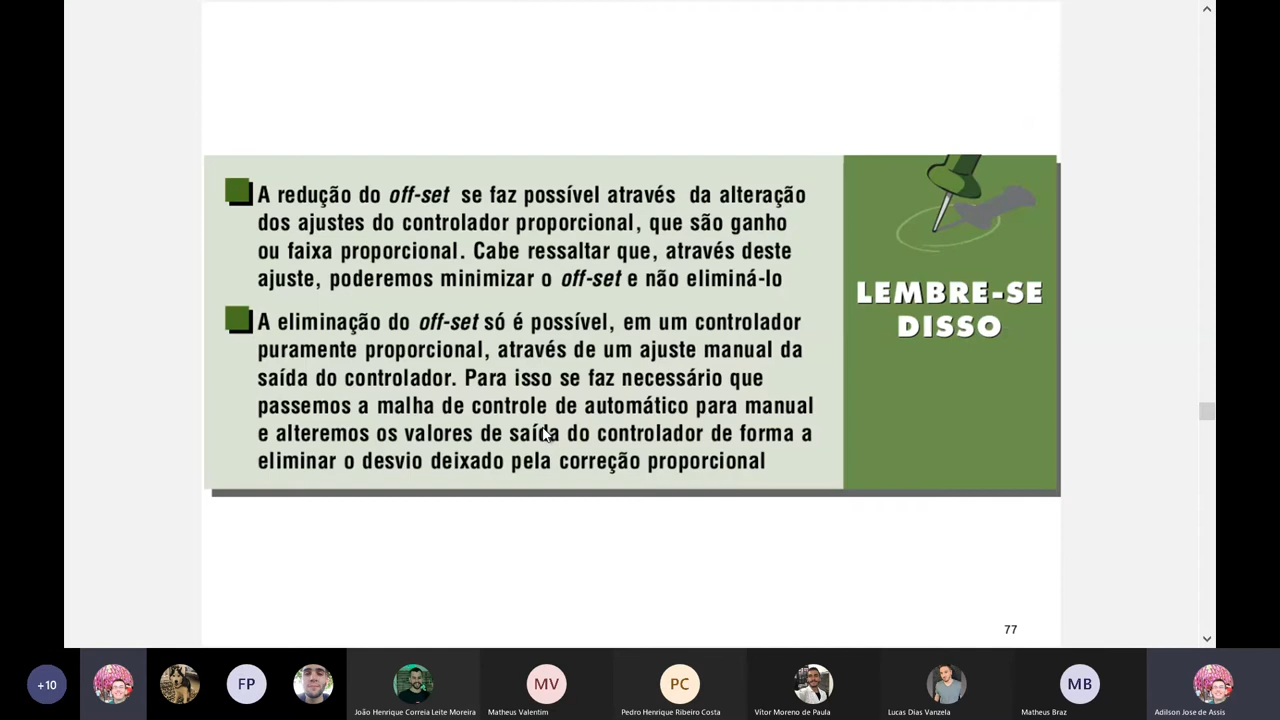 A redução do off-set se faz possível através da alteração
dos ajustes do controlador proporcional, que são ganho
ou faixa proporcional. Cabe ressaltar que, através deste
ajuste, poderemos minimizar o off-set e não eliminá-lo
A eliminação do off-set só é possível, em um controlador
puramente proporcional, através de um ajuste manual da
saída do controlador. Para isso se faz necessário que
passemos a malha de controle de automático para manual
e alteremos os valores de saída do controlador de forma a
eliminar o desvio deixado pela correção proporcional
LEMBRE-SE
DISSO
77
+10
FP
MV
PC
MB
João Henrique Correia Leite Moreira
Matheus Valentim
Pedro Henrique Ribeiro Costa
Vítor Moreno de Paula
Lucas Dias Vanzela
Matheus Braz
Adilson Jose de Assis